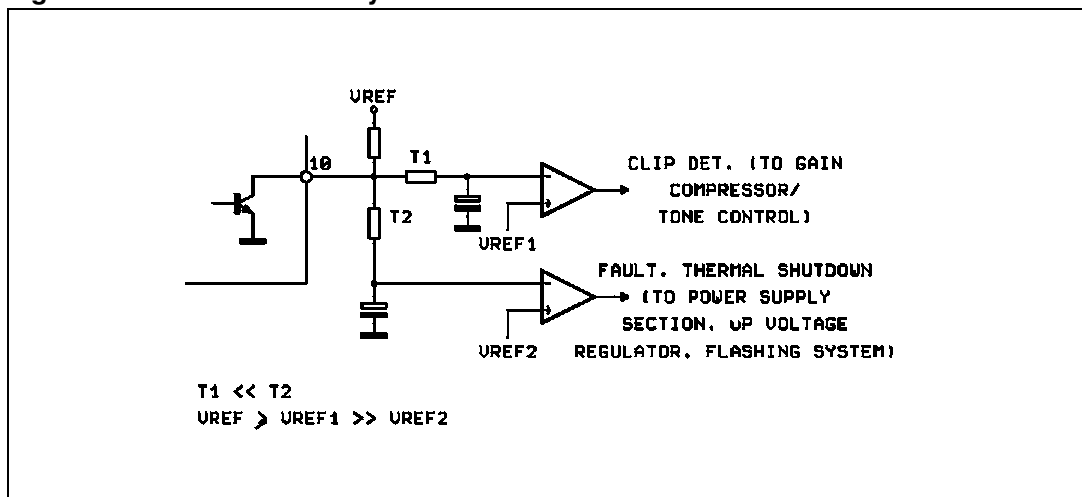 VREF
10
T1
T2
VREF1
CLIP DET. (TO GAIN
COMPRESSOR/
TONE CONTROL)
VREF2
FAULT. THERMAL SHUTDOWN
(TO POWER SUPPLY
SECTION. uP VOLTAGE
REGULATOR. FLASHING SYSTEM)
T1 << T2
VREF ⩾ VREF1 >> VREF2